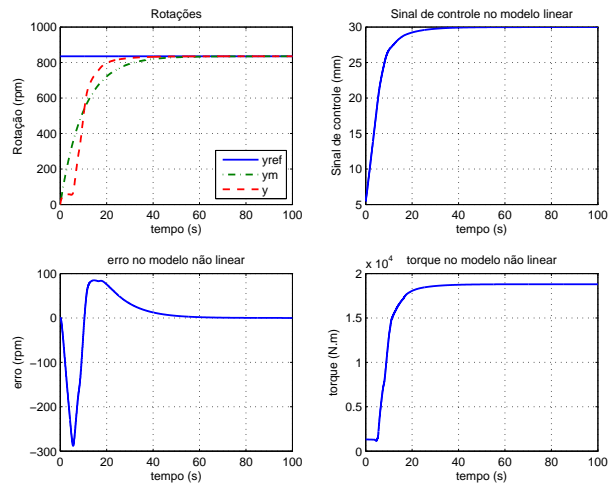 Rotações
Rotação (rpm)
1000
800
600
400
200
0
0 20 40 60 80 100
tempo (s)
yref
ym
y
Sinal de controle no modelo linear
Sinal de controle (mm)
30
25
20
15
10
5
0 20 40 60 80 100
tempo (s)
erro no modelo não linear
erro (rpm)
100
0
−100
−200
−300
0 20 40 60 80 100
tempo (s)
torque no modelo não linear
x 10^4
torque (N.m)
2
1.5
1
0.5
0
0 20 40 60 80 100
tempo (s)